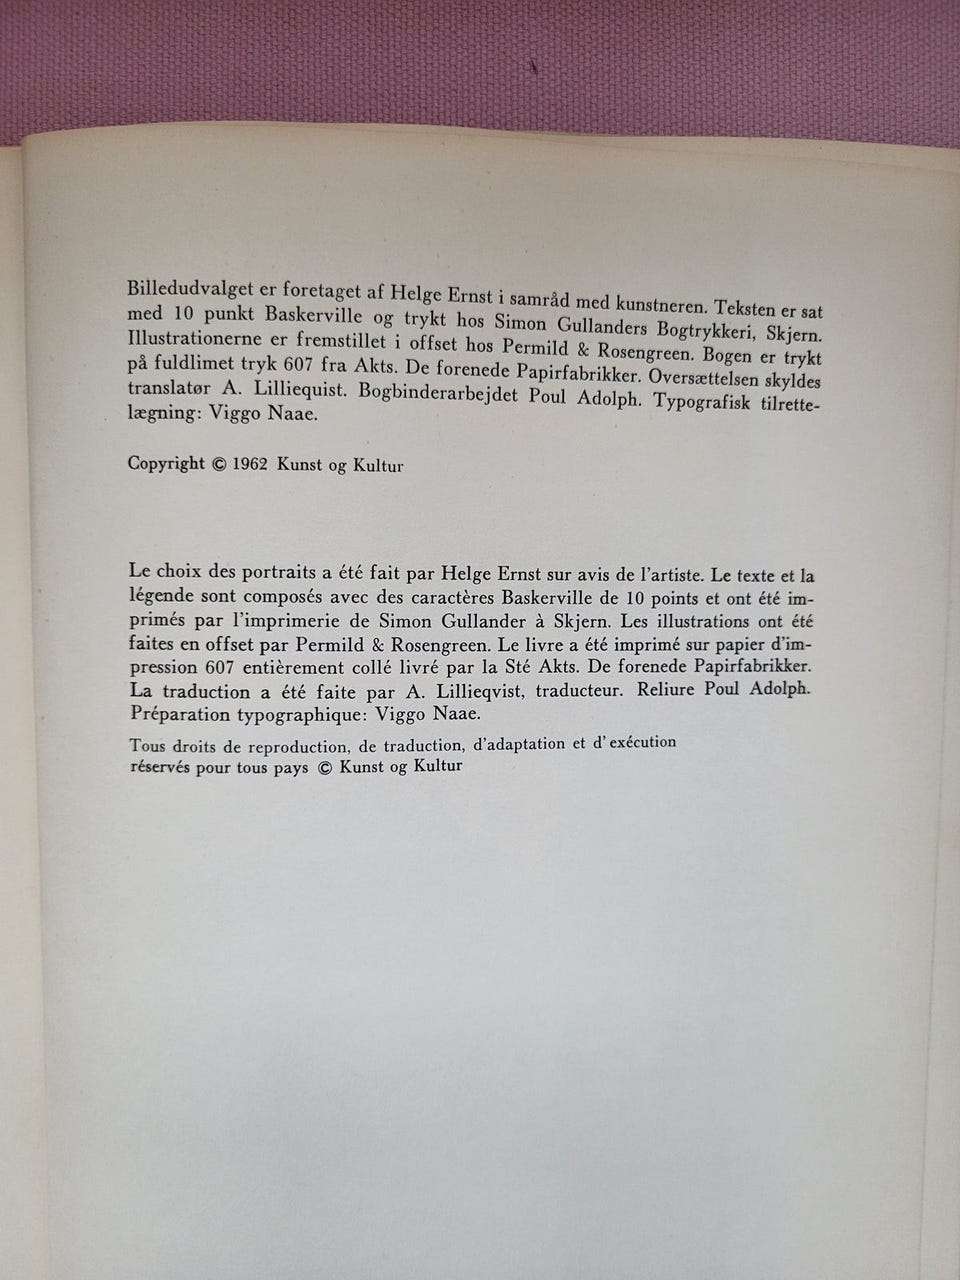 Billedudvalget er foretaget af Helge Ernst i samråd med kunstneren. Teksten er sat
med 10 punkt Baskerville og trykt hos Simon Gullanders Bogtrykkeri, Skjern.
Illustrationerne er fremstillet i offset hos Permild & Rosengreen. Bogen er trykt
på fuldlimet tryk 607 fra Akts. De forenede Papirfabrikker. Oversættelsen skyldes
translatør A. Lilliequist. Bogbinderarbejdet Poul Adolph. Typografisk tilrette-
lægning: Viggo Naae.
Copyright © 1962 Kunst og Kultur
Le choix des portraits a été fait par Helge Ernst sur avis de l'artiste. Le texte et la
légende sont composés avec des caractères Baskerville de 10 points et ont été im-
primés par l'imprimerie de Simon Gullander à Skjern. Les illustrations ont été
faites en offset par Permild & Rosengreen. Le livre a été imprimé sur papier d'im-
pression 607 entièrement collé livré par la Sté Akts. De forenede Papirfabrikker.
La traduction a été faite par A. Lillieqvist, traducteur. Reliure Poul Adolph.
Préparation typographique: Viggo Naae.
Tous droits de reproduction, de traduction, d'adaptation et d'exécution
réservés pour tous pays © Kunst og Kultur